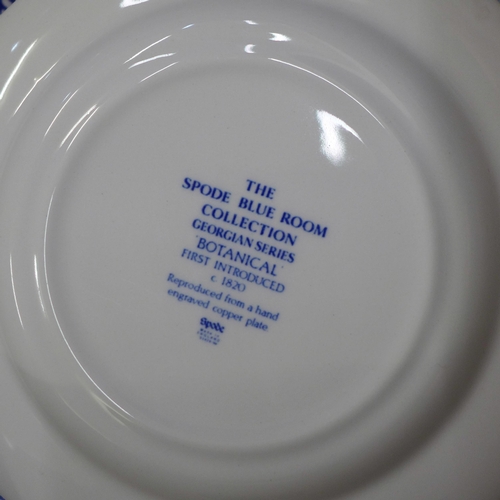 THE
SPODE BLUE ROOM
COLLECTION
GEORGIAN SERIES
'BOTANICAL'
FIRST INTRODUCED
c 1820
Reproduced from a hand
engraved copper plate
Spode